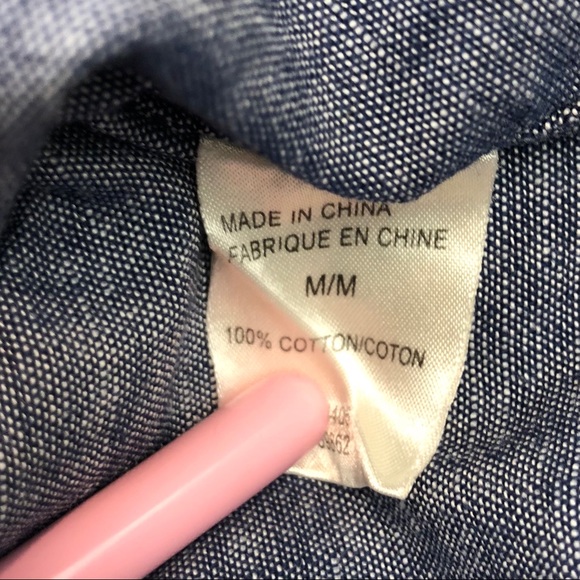 MADE IN CHINA
FABRIQUE EN CHINE
M/M
100% COTTON/COTON